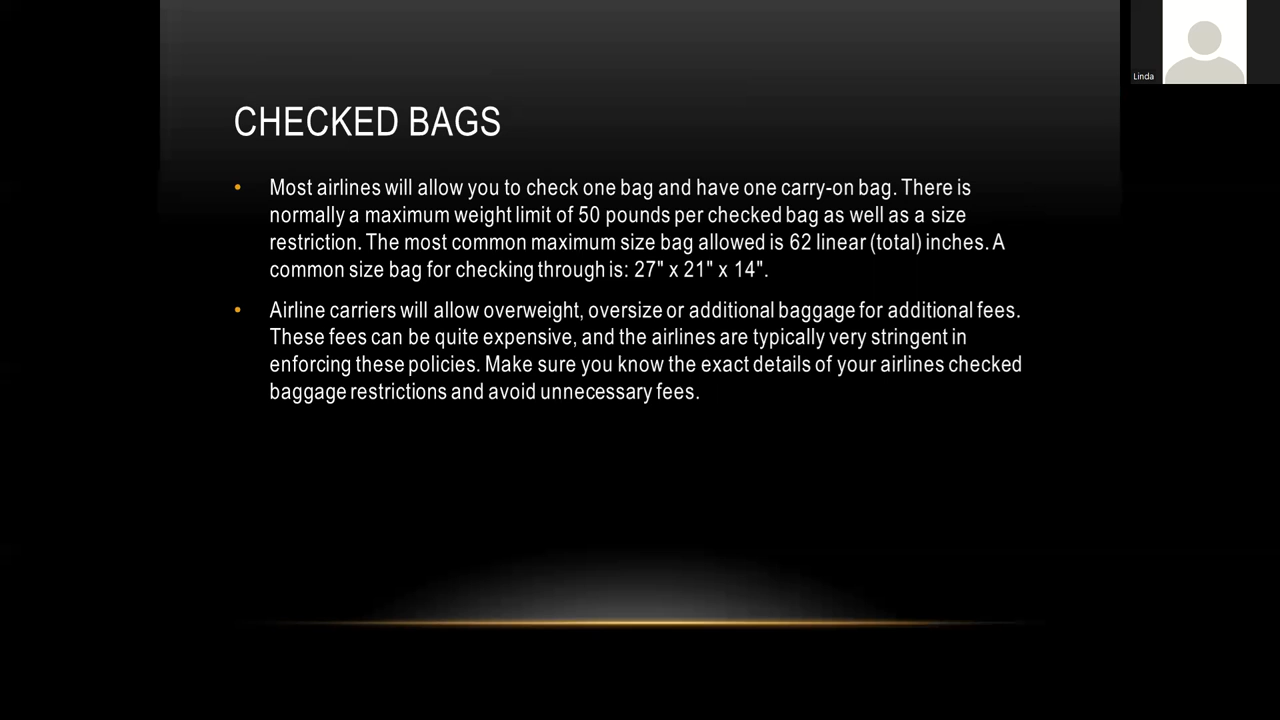 CHECKED BAGS
• Most airlines will allow you to check one bag and have one carry-on bag. There is
normally a maximum weight limit of 50 pounds per checked bag as well as a size
restriction. The most common maximum size bag allowed is 62 linear (total) inches. A
common size bag for checking through is: 27" x 21" x 14".
• Airline carriers will allow overweight, oversize or additional baggage for additional fees.
These fees can be quite expensive, and the airlines are typically very stringent in
enforcing these policies. Make sure you know the exact details of your airlines checked
baggage restrictions and avoid unnecessary fees.
Linda